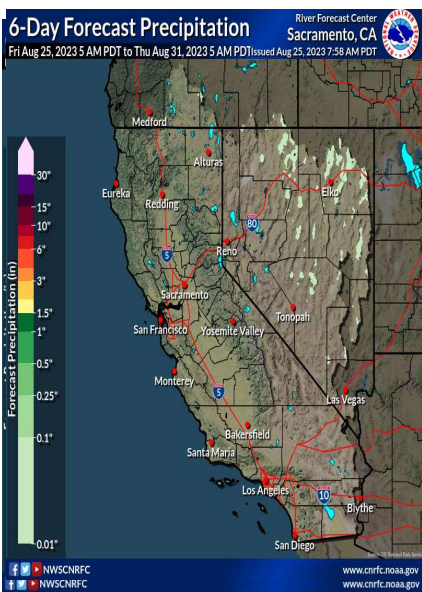 6-Day Forecast Precipitation
River Forecast Center
Sacramento, CA
Fri Aug 25, 2023 5 AM PDT to Thu Aug 31, 2023 5 AM PDT
Issued Aug 25, 2023 7:58 AM PDT
Medford
Alturas
Eureka
Redding
Elko
80
Reno
5
Sacramento
San Francisco
Yosemite Valley
Tonopah
Monterey
5
Las Vegas
Bakersfield
Santa Maria
Los Angeles
10
Blythe
San Diego
Forecast Precipitation (in)
30"
15"
10"
6"
3"
1.5"
1"
0.5"
0.25"
0.1"
0.01"
NWSCNRFC
www.cnrfc.noaa.gov
NWSCNRFC
www.cnrfc.noaa.gov